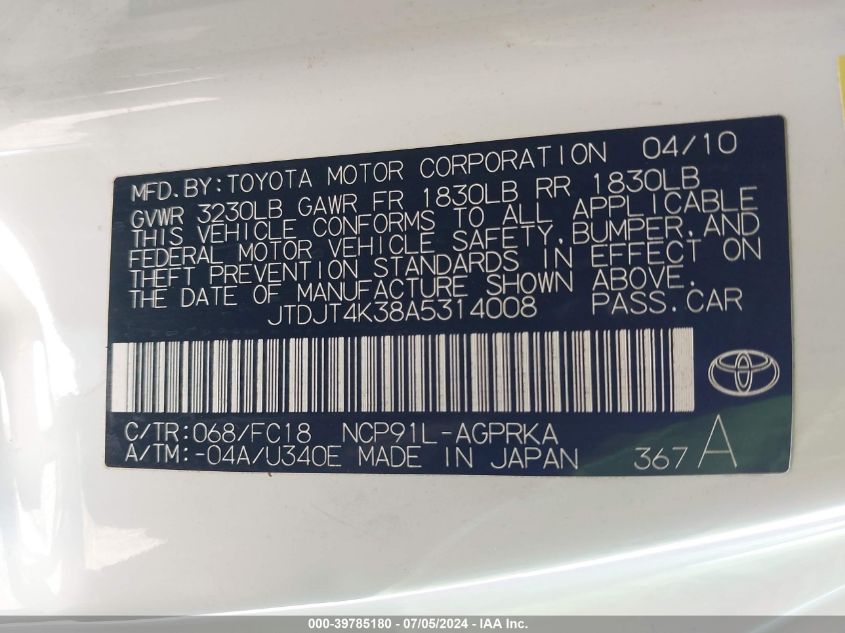 MFD. BY: TOYOTA MOTOR CORPORATION 04/10
GVWR 3230LB GAWR FR 1830LB RR 1830LB
THIS VEHICLE CONFORMS TO ALL APPLICABLE
FEDERAL MOTOR VEHICLE SAFETY, BUMPER, AND
THEFT PREVENTION STANDARDS IN EFFECT ON
THE DATE OF MANUFACTURE SHOWN ABOVE.
JTDJT4K38A5314008 PASS.CAR
C/TR:068/FC18 NCP91L-AGPRKA
A/TM:-04A/U340E MADE IN JAPAN 367 A
000-39785180 - 07/05/2024 - IAA Inc.